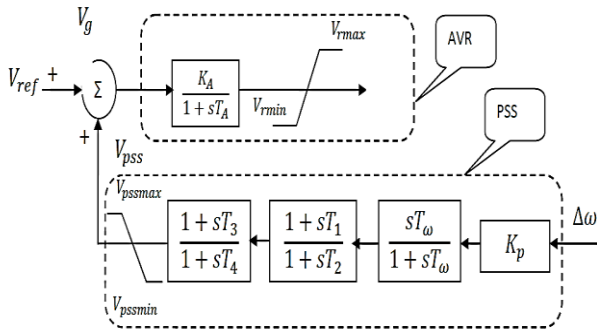 V_g
AVR
V_ref + Σ
K_A / 1 + sT_A
V_rmax
V_rmin
+
V_pss
PSS
V_pssmax
V_pssmin
1 + sT_3 / 1 + sT_4
1 + sT_1 / 1 + sT_2
sT_ω / 1 + sT_ω
K_p
Δω